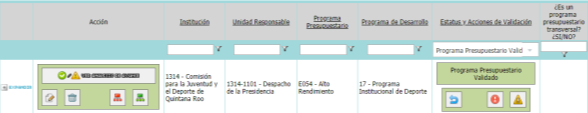 ¿Es un
programa
presupuestario
transversal?
¿SI/NO?
Acción
Institución
Unidad Responsable
Programa
Presupuestario
Programa de Desarrollo
Estatus y Acciones de Validación
Programa Presupuestario Valid
1314 - Comisión
para la Juventud y
el Deporte de
Quintana Roo
1314-1101 - Despacho
de la Presidencia
E054 - Alto
Rendimiento
17 - Programa
Institucional de Deporte
Programa Presupuestario
Validado